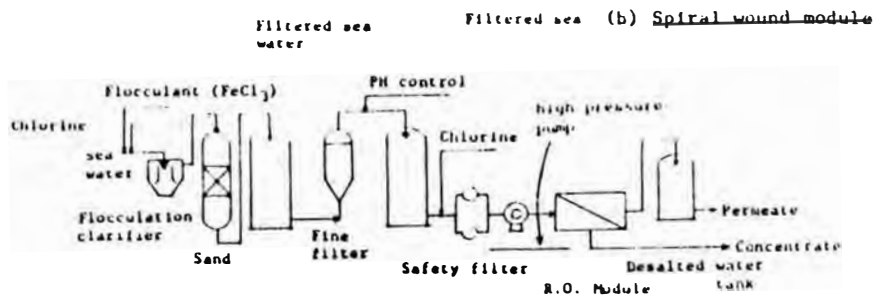 Filtered sea
water
Filtered sea (b) Spiral wound module
Flocculant (FeCl3)
PH control
high pressure
pump
Chlorine
Chlorine
sea
water
Flocculation
clarifier
Sand
Fine
filter
Safety filter
C
Permeate
Concentrate
Desalted water
tank
R.O. Module